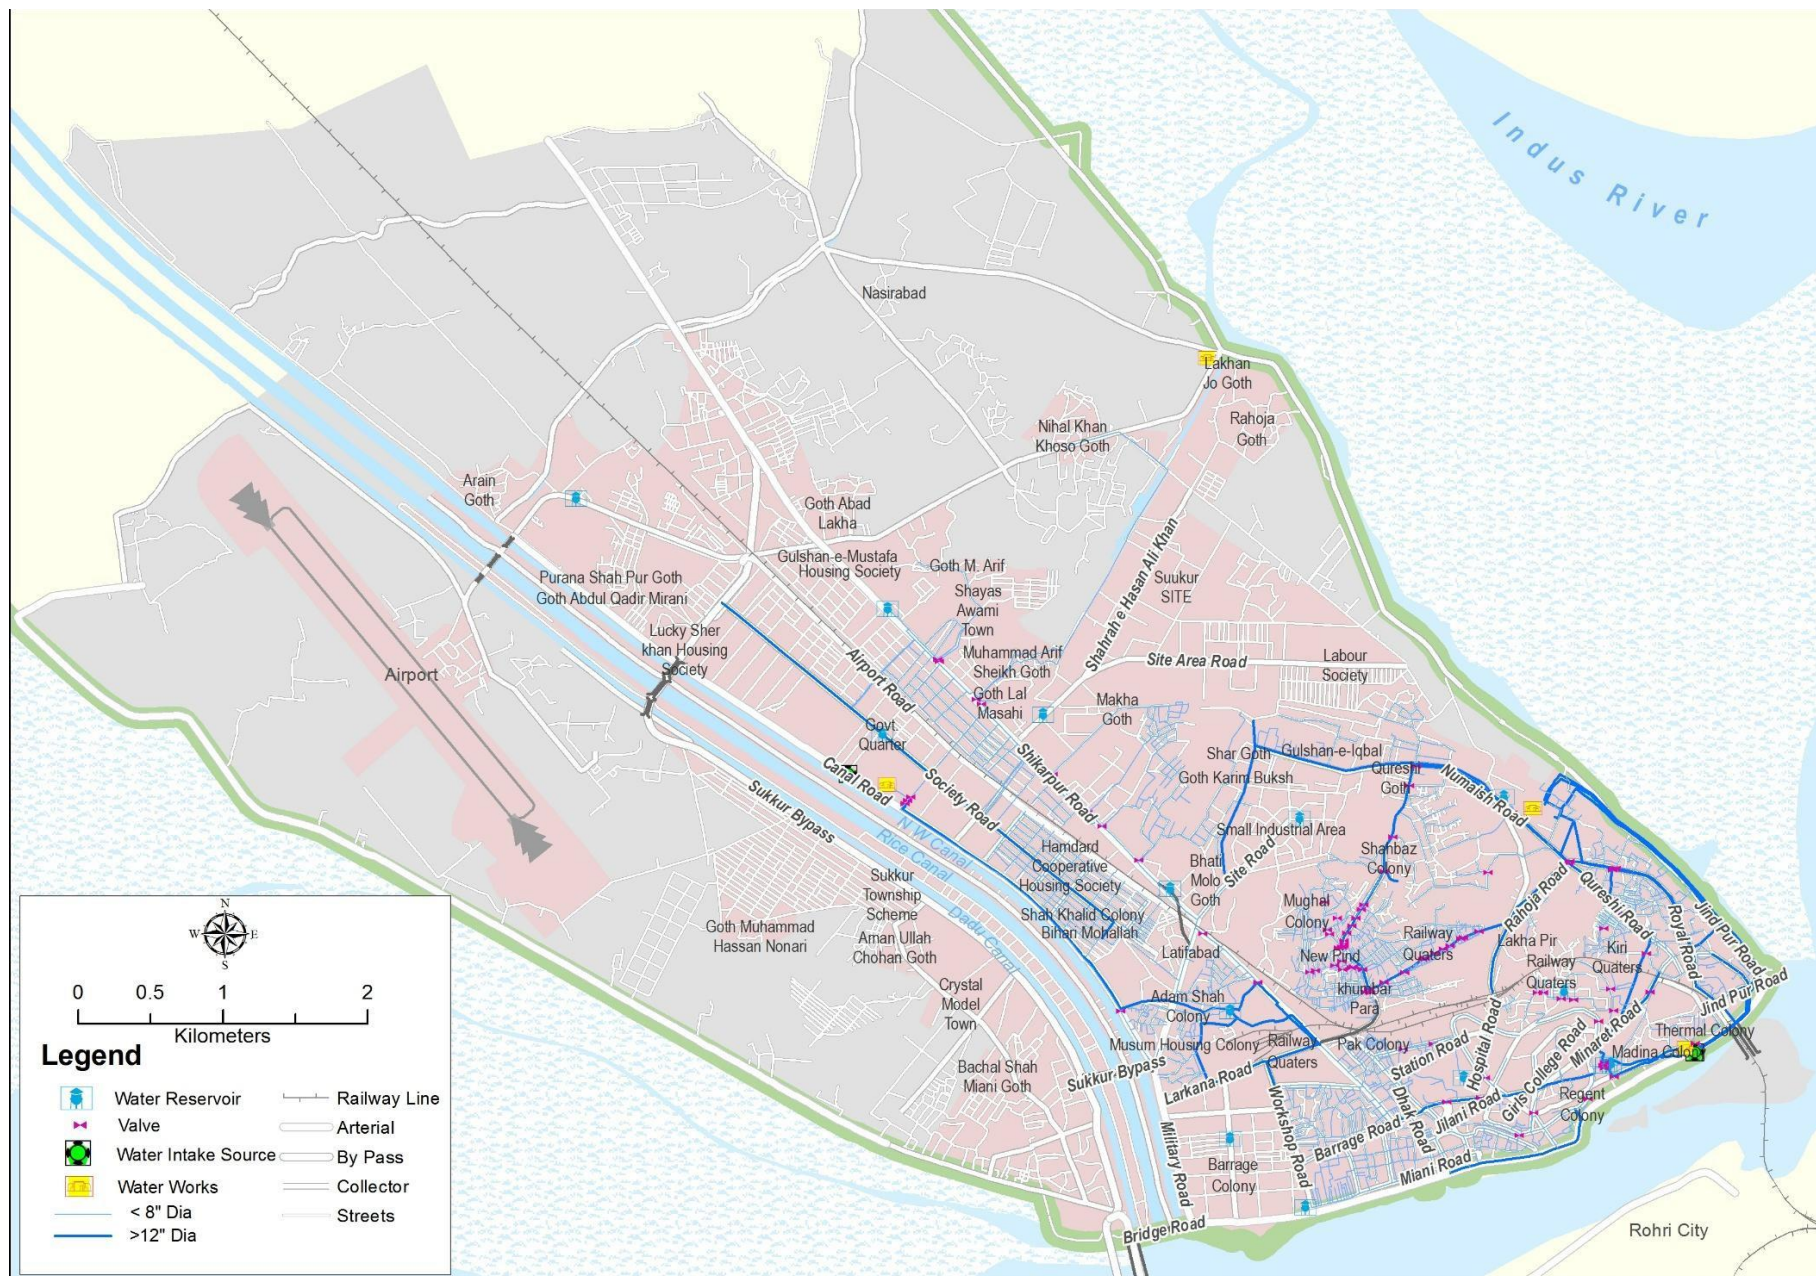 Indus River
Nasirabad
Lakhan
Jo Goth
Rahoja
Goth
Nihal Khan
Khoso Goth
Arain
Goth
Goth Abad
Lakha
Shahrah e Hasan Ali Khan
Gulshan-e-Mustafa
Housing Society
Goth M. Arif
Purana Shah Pur Goth
Goth Abdul Qadir Mirani
Shayas
Awami
Town
Suukur
SITE
Lucky Sher
khan Housing
Society
Airport
Airport Road
Muhammad Arif
Sheikh Goth
Site Area Road
Labour
Society
Goth Lal
Masahi
Makha
Goth
Govt.
Quarter
Shikarpur Road
Shar Goth
Gulshan-e-Iqbal
Goth Karim Buksh
Qureshi
Goth
Numaish Road
Canal Road
Society Road
Sukkur Bypass
N W Canal
Rice Canal
Dadu Canal
Small Industrial Area
Site Road
Hamdard
Cooperative
Housing Society
Bhati
Molo
Goth
Shanbaz
Colony
Sukkur
Township
Scheme
Shah Khalid Colony
Bihari Mohallah
Mughal
Colony
Rahoja Road
Qureshi Road
Royal Road
Jind Pur Road
Goth Muhammad
Hassan Nonari
Aman Ullah
Chohan Goth
Latifabad
New Pind
Railway
Quaters
Lakha Pir
Railway
Quaters
Kiri
Quaters
Crystal
Model
Town
Adam Shah
Colony
khumbar
Para
Jind Pur Road
Musum Housing Colony
Railway
Quaters
Pak Colony
Station Road
Hospital Road
Girls College Road
Minaret Road
Thermal Colony
Madina Colony
Bachal Shah
Miani Goth
Sukkur Bypass
Larkana Road
Workshop Road
Dhak Road
Jilani Road
Regent
Colony
Barrage Road
Military Road
Barrage
Colony
Miani Road
Bridge Road
Rohri City
N
W E
S
0 0.5 1 2
Kilometers
Legend
Water Reservoir
Valve
Water Intake Source
Water Works
< 8" Dia
>12" Dia
Railway Line
Arterial
By Pass
Collector
Streets